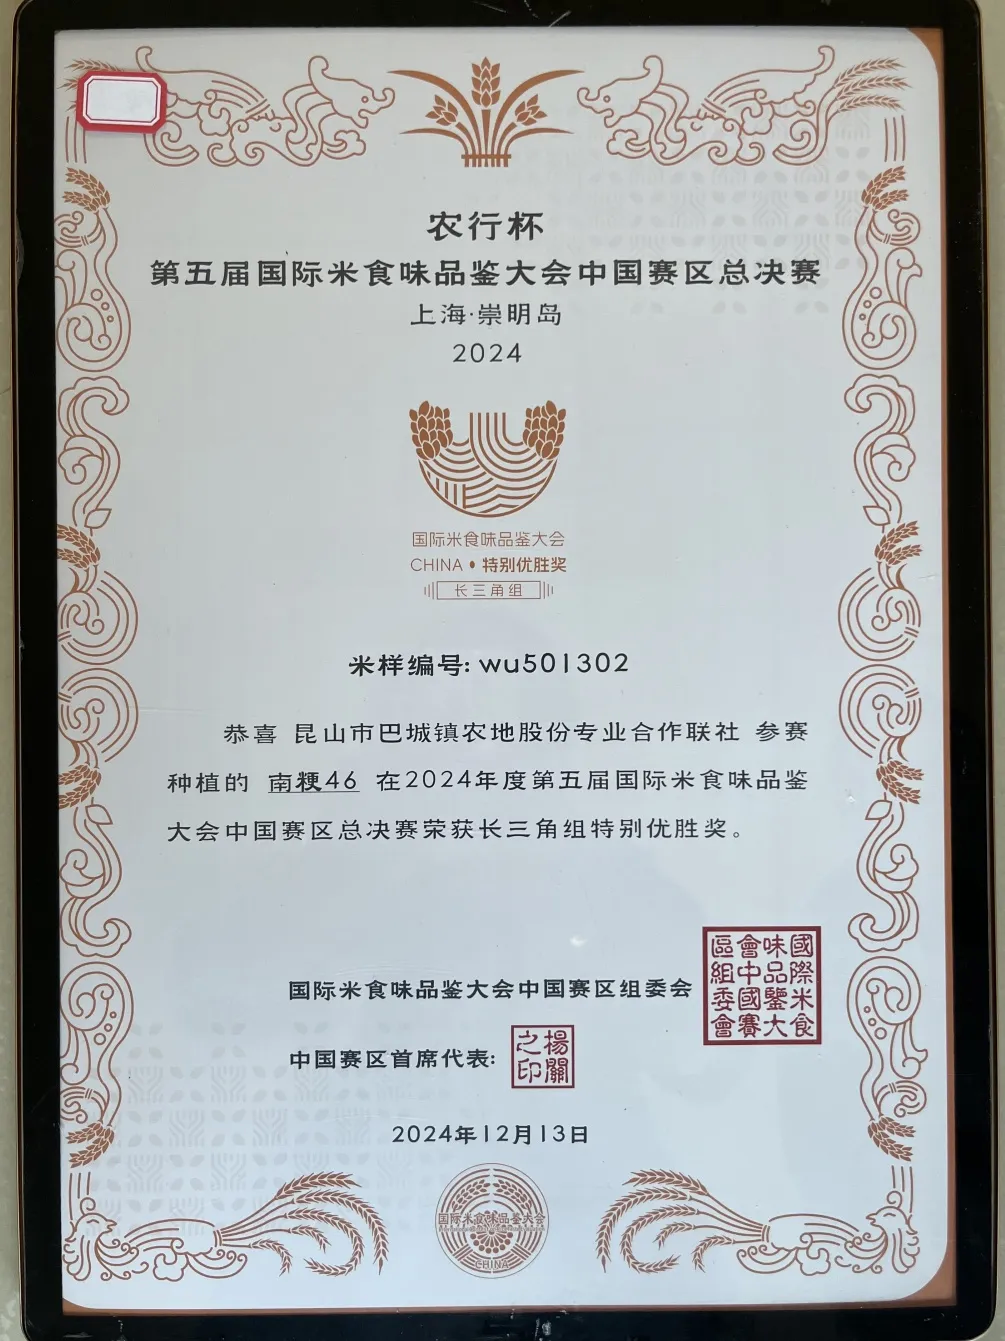 农行杯
第五届国际米食味品鉴大会中国赛区总决赛
上海·崇明岛
2024
国际米食味品鉴大会
CHINA•特别优胜奖
长三角组
米样编号: wu501302
恭喜 昆山市巴城镇农地股份专业合作联社 参赛
种植的 南粳46 在2024年度第五届国际米食味品鉴
大会中国赛区总决赛荣获长三角组特别优胜奖。
国际米食味品鉴大会中国赛区组委会
國際米食
味品鑒大
會中國賽
區組委會
中国赛区首席代表:
楊關
之印
2024年12月13日
国际米食味品鉴大会
CHINA